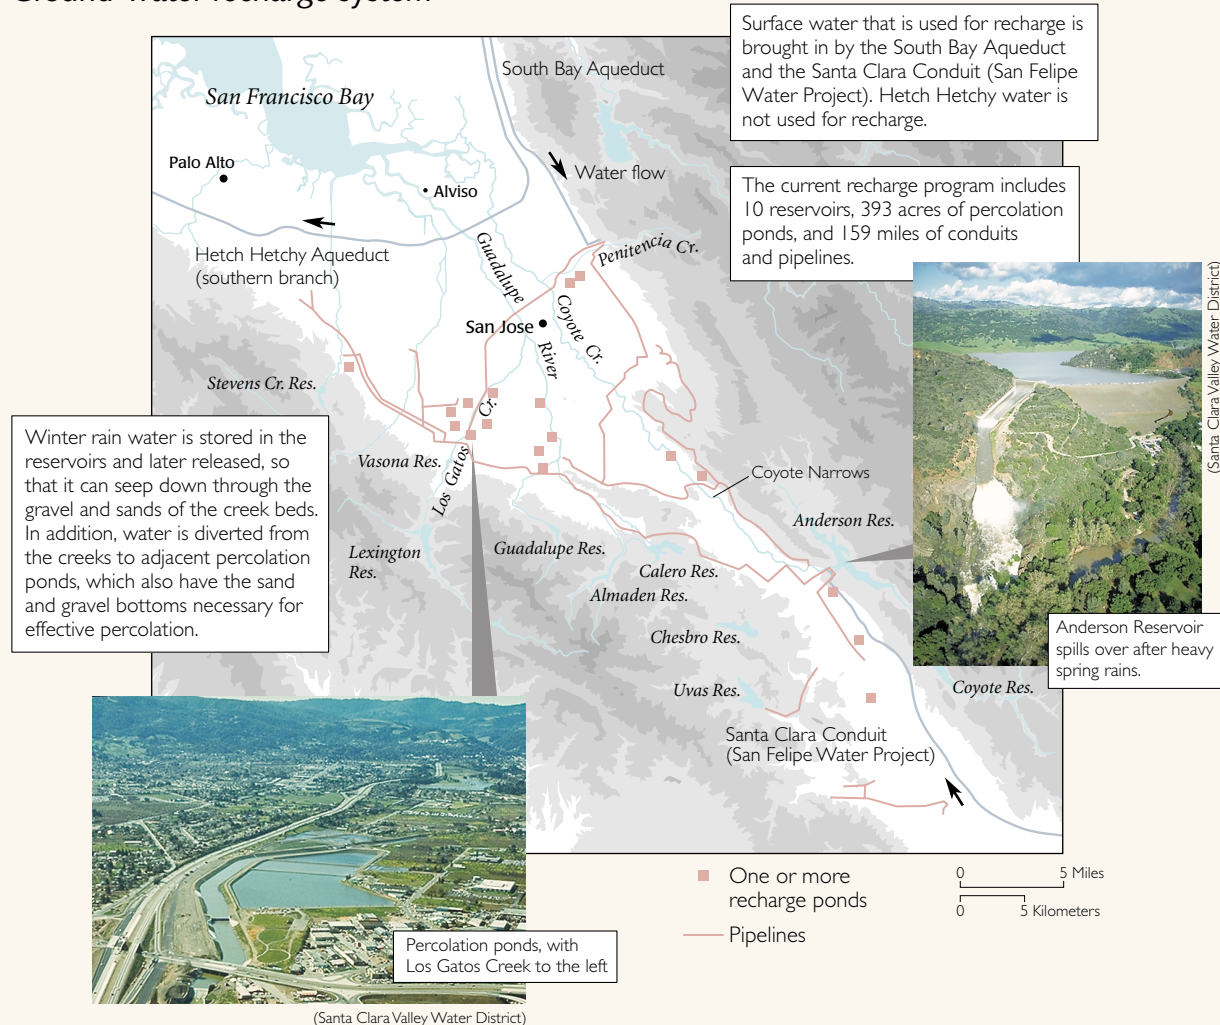 Ground-water recharge system
Surface water that is used for recharge is
brought in by the South Bay Aqueduct
and the Santa Clara Conduit (San Felipe
Water Project). Hetch Hetchy water is
not used for recharge.
South Bay Aqueduct
San Francisco Bay
Palo Alto
Alviso
Water flow
The current recharge program includes
10 reservoirs, 393 acres of percolation
ponds, and 159 miles of conduits
and pipelines.
Hetch Hetchy Aqueduct
(southern branch)
Guadalupe
River
Penitencia Cr.
Coyote Cr.
San Jose
(Santa Clara Valley Water District)
Stevens Cr. Res.
Winter rain water is stored in the
reservoirs and later released, so
that it can seep down through the
gravel and sands of the creek beds.
In addition, water is diverted from
the creeks to adjacent percolation
ponds, which also have the sand
and gravel bottoms necessary for
effective percolation.
Vasona Res.
Los Gatos Cr.
Coyote Narrows
Anderson Res.
Lexington
Res.
Guadalupe Res.
Calero Res.
Almaden Res.
Chesbro Res.
Uvas Res.
Coyote Res.
Anderson Reservoir
spills over after heavy
spring rains.
Santa Clara Conduit
(San Felipe Water Project)
One or more
recharge ponds
Pipelines
0 5 Miles
0 5 Kilometers
Percolation ponds, with
Los Gatos Creek to the left
(Santa Clara Valley Water District)